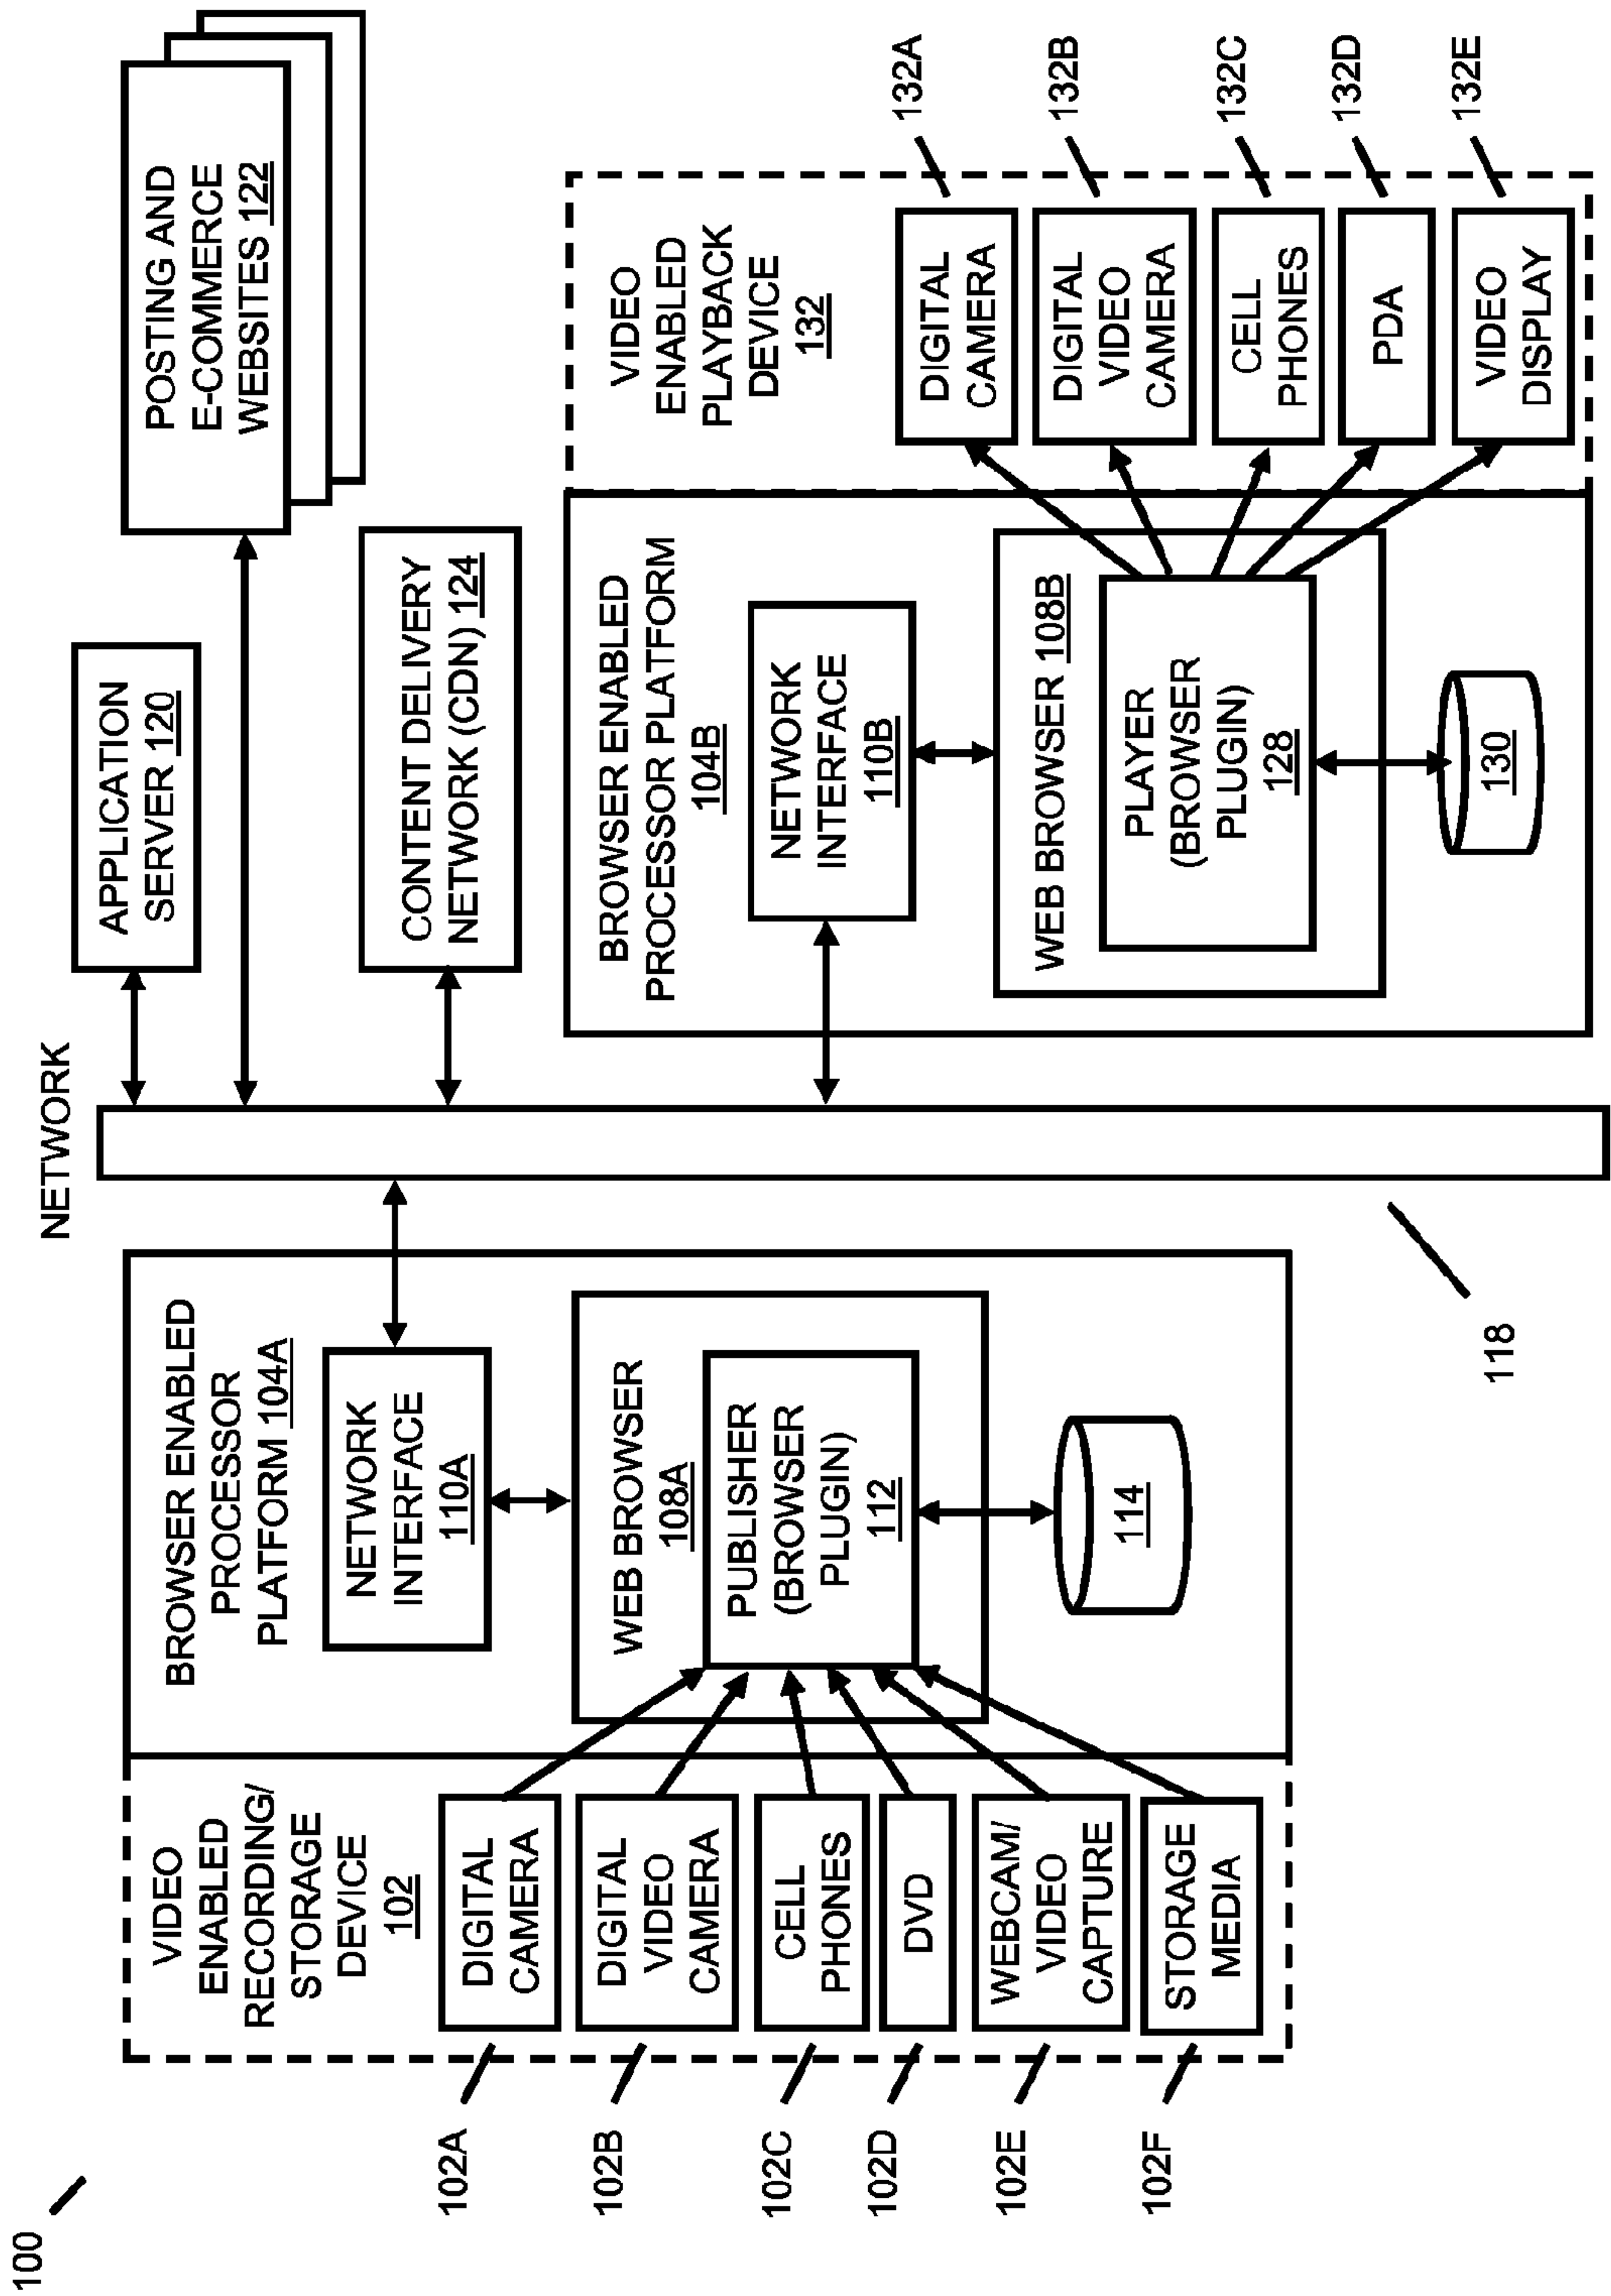 100
NETWORK
VIDEO
ENABLED
RECORDING/
STORAGE
DEVICE
102
DIGITAL
CAMERA
DIGITAL
VIDEO
CAMERA
CELL
PHONES
DVD
WEBCAM/
VIDEO
CAPTURE
STORAGE
MEDIA
102A
102B
102C
102D
102E
102F
BROWSER ENABLED
PROCESSOR
PLATFORM 104A
NETWORK
INTERFACE
110A
WEB BROWSER
108A
PUBLISHER
(BROWSER
PLUGIN)
112
114
118
APPLICATION
SERVER 120
POSTING AND
E-COMMERCE
WEBSITES 122
CONTENT DELIVERY
NETWORK (CDN) 124
BROWSER ENABLED
PROCESSOR PLATFORM
104B
NETWORK
INTERFACE
110B
WEB BROWSER 108B
PLAYER
(BROWSER
PLUGIN)
128
130
VIDEO
ENABLED
PLAYBACK
DEVICE
132
DIGITAL
CAMERA
DIGITAL
VIDEO
CAMERA
CELL
PHONES
PDA
VIDEO
DISPLAY
132A
132B
132C
132D
132E